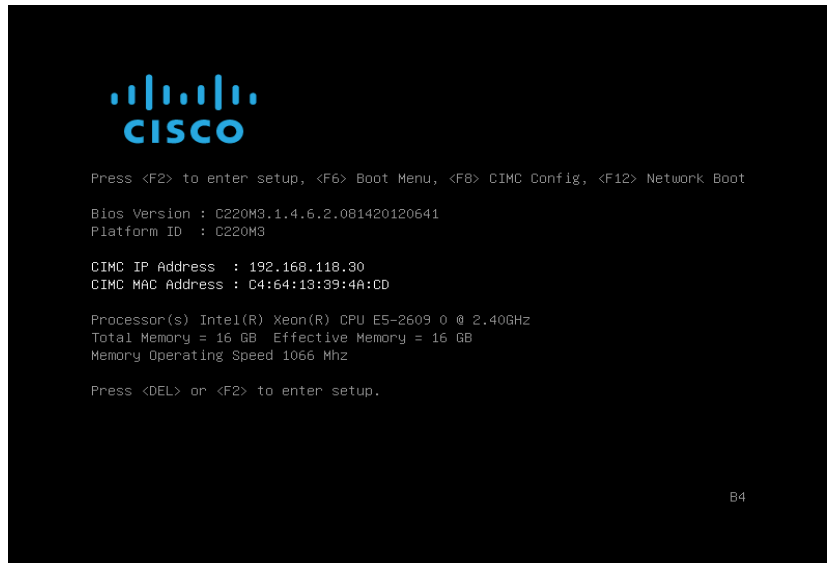 CISCO
Press <F2> to enter setup, <F6> Boot Menu, <F8> CIMC Config, <F12> Network Boot
Bios Version : C220M3.1.4.6.2.081420120641
Platform ID : C220M3
CIMC IP Address : 192.168.118.30
CIMC MAC Address : C4:64:13:39:4A:CD
Processor(s) Intel(R) Xeon(R) CPU E5-2609 0 @ 2.40GHz
Total Memory = 16 GB Effective Memory = 16 GB
Memory Operating Speed 1066 Mhz
Press <DEL> or <F2> to enter setup.
B4